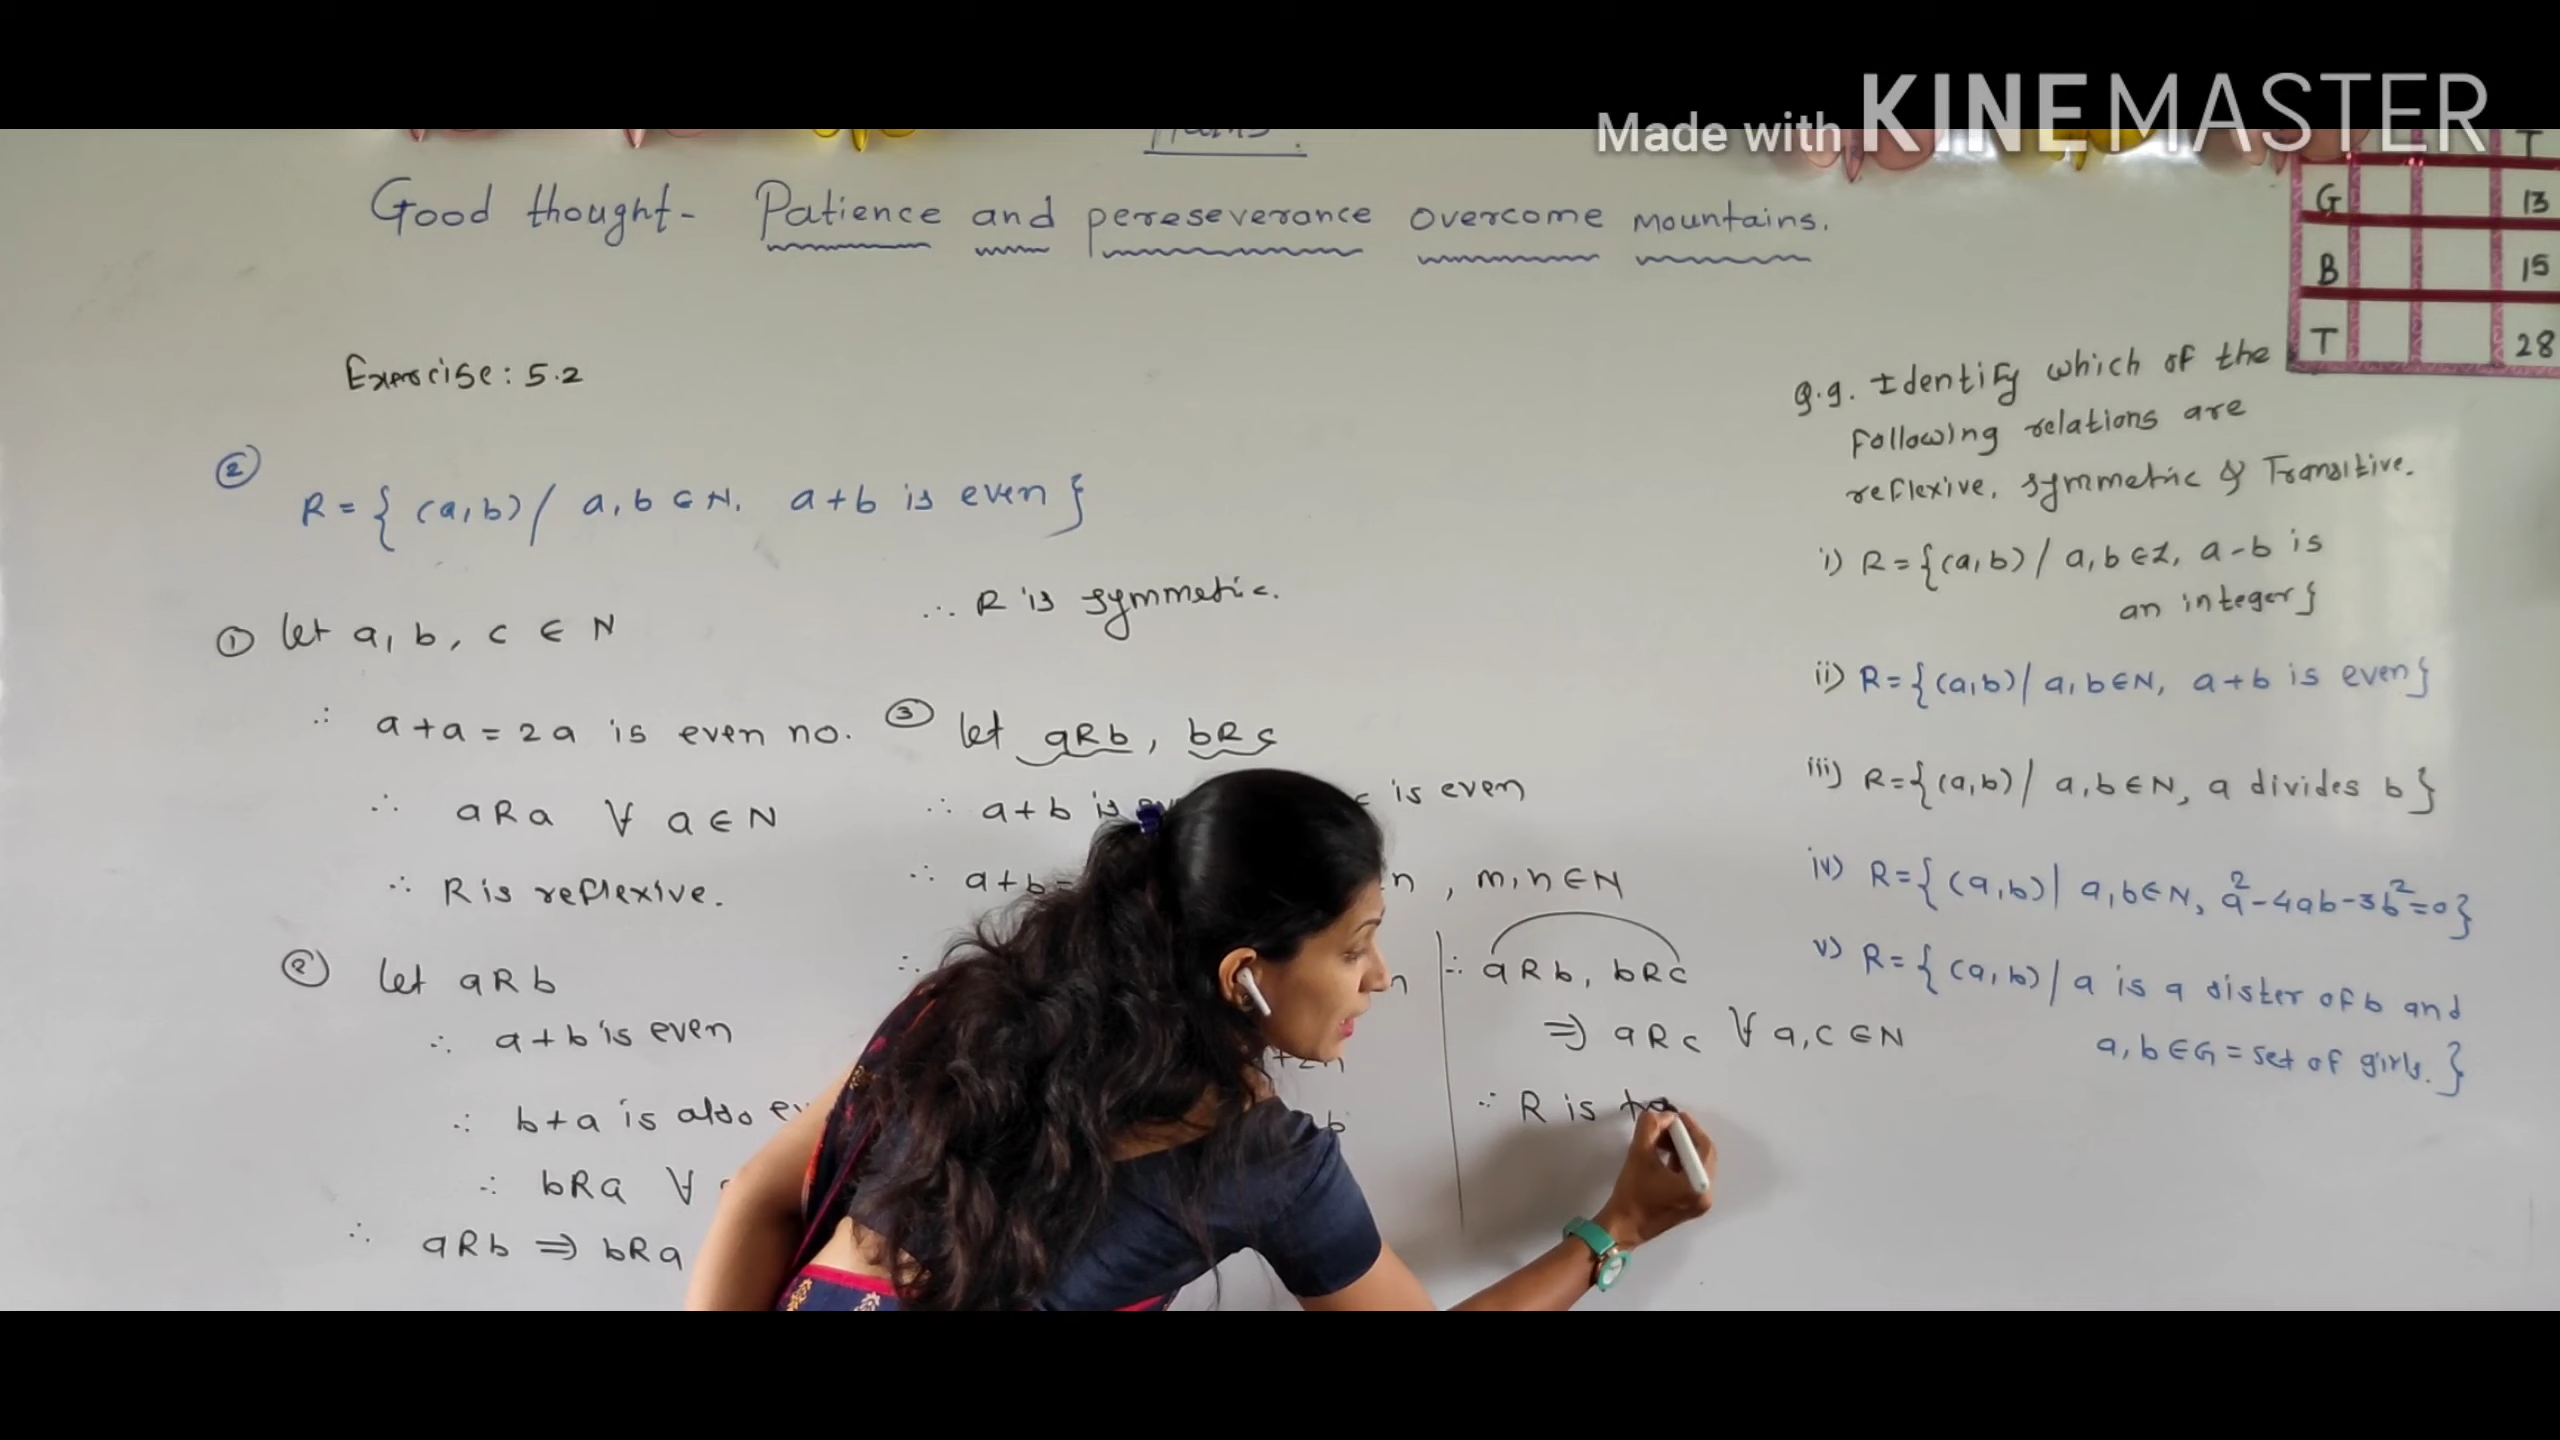 Made with KINEMASTER
Maths.
Good thought- Patience and pereseverance overcome mountains.
T
G 13
B 15
T 28
Exercise: 5.2
②
R = { (a,b) / a, b ∈ N, a+b is even }
① let a, b, c ∈ N
∴ a+a = 2a is even no.
∴ aRa ∀ a ∈ N
∴ R is reflexive.
② let aRb
∴ a+b is even
∴ b+a is also
∴ bRa ∀
∴ aRb ⇒ bRa
∴ R is symmetric.
③ let aRb, bRc
∴ a+b is is even
∴ a+b= n , m,n ∈ N
∴ n
+2n
b
∴ aRb, bRc
⇒ aRc ∀ a,c ∈ N
∴ R is
Q.9. Identify which of the
following relations are
reflexive, symmetric & Transitive.
i) R = {(a,b) / a, b ∈ Z, a-b is
an integer}
ii) R = {(a,b) / a,b ∈ N, a+b is even}
iii) R = {(a,b) / a,b ∈ N, a divides b}
iv) R = {(a,b) | a,b ∈ N, a²-4ab-3b²=0}
v) R = {(a,b) / a is a sister of b and
a, b ∈ G = set of girls.}